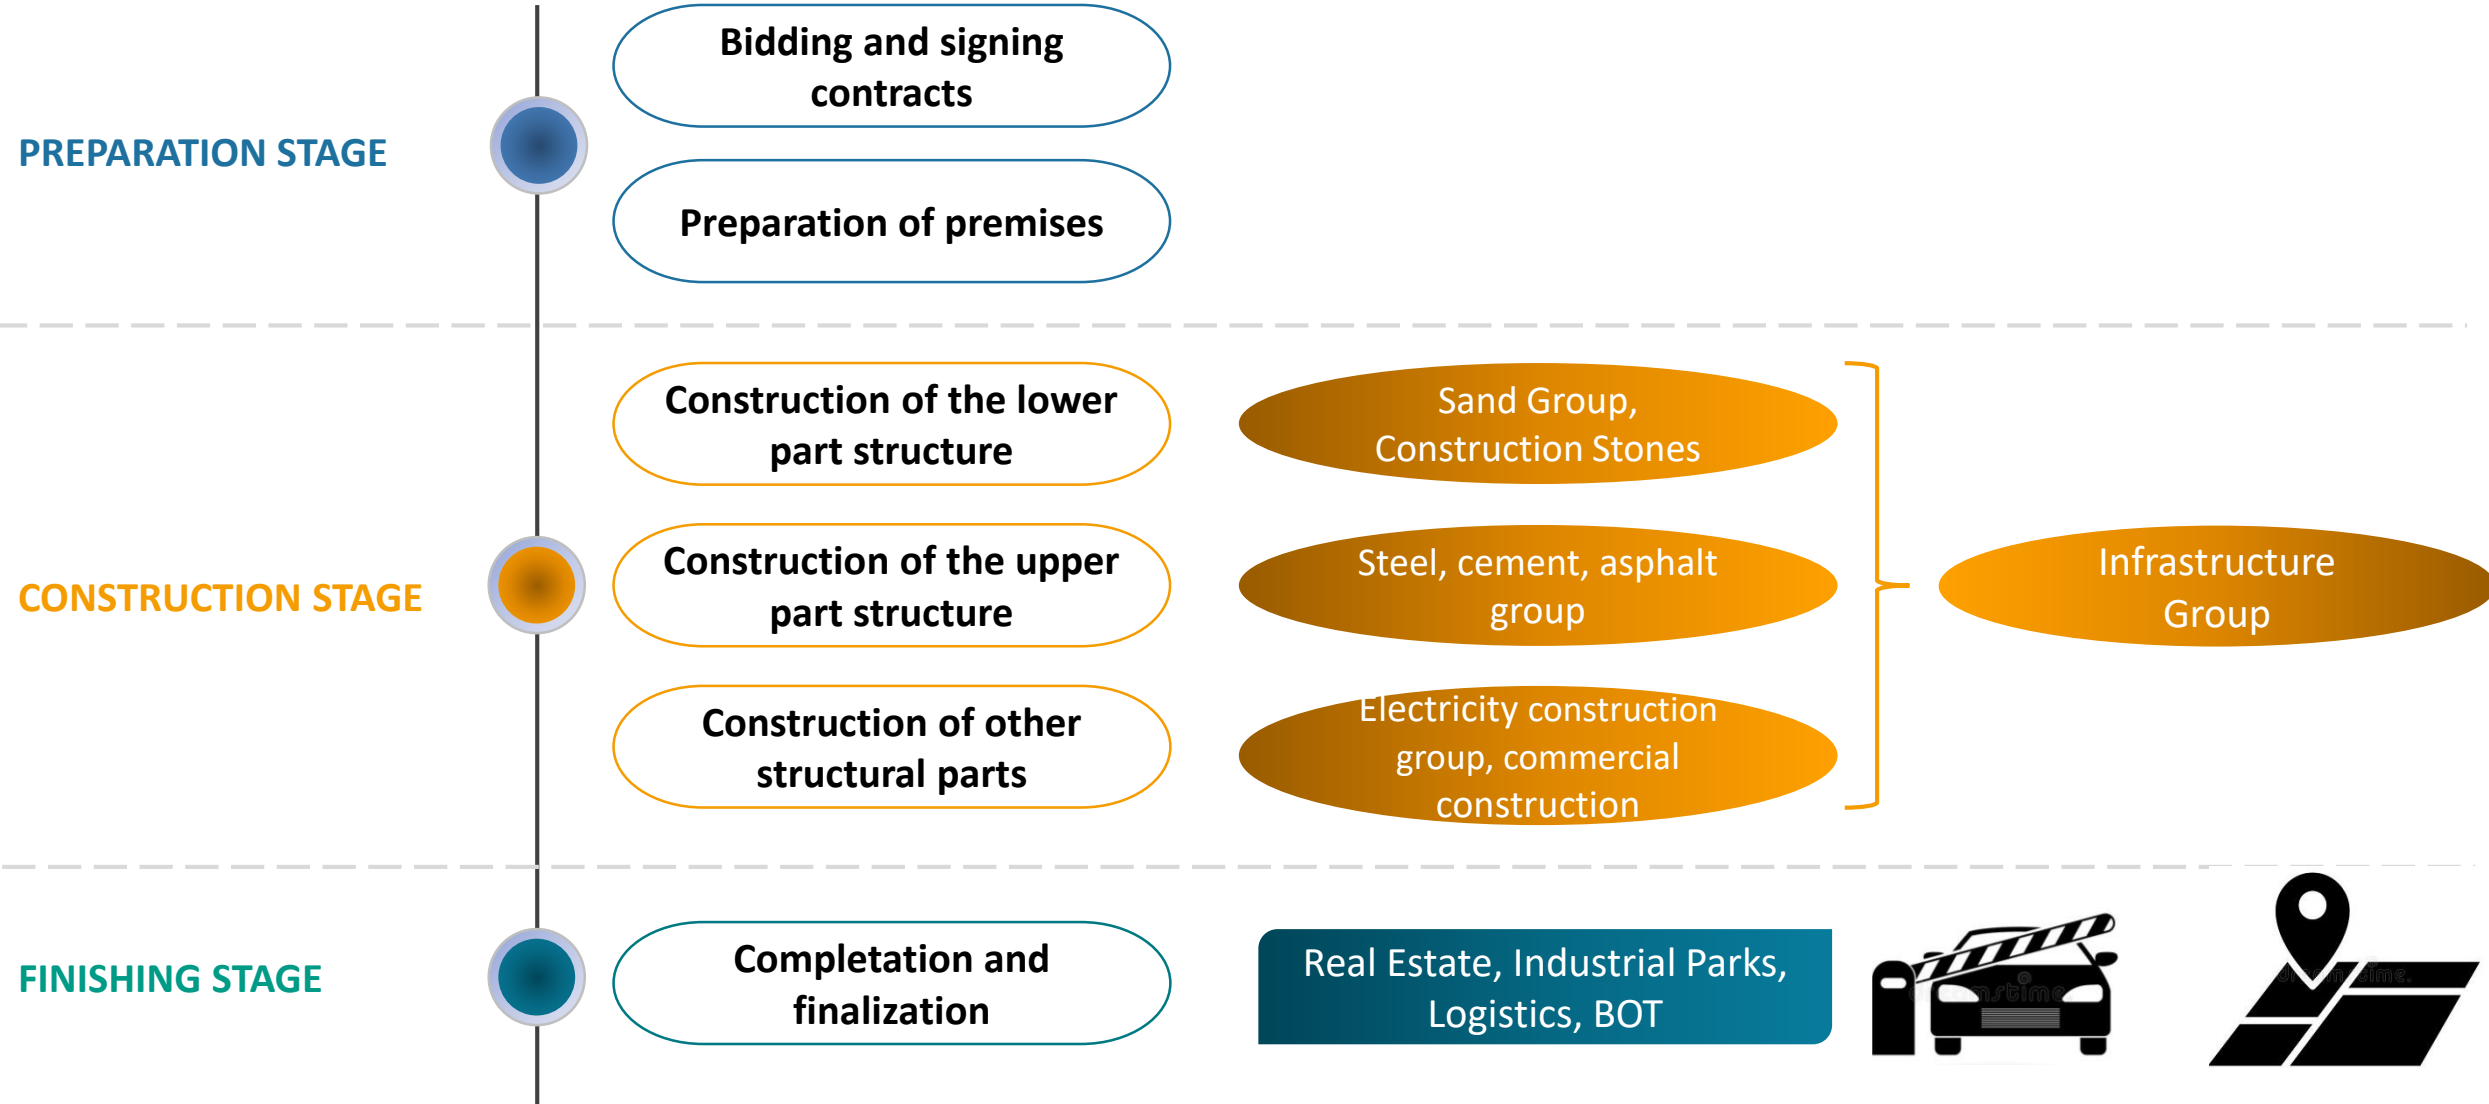 PREPARATION STAGE
Bidding and signing
contracts
Preparation of premises
CONSTRUCTION STAGE
Construction of the lower
part structure
Sand Group,
Construction Stones
Construction of the upper
part structure
Steel, cement, asphalt
group
Infrastructure
Group
Construction of other
structural parts
Electricity construction
group, commercial
construction
FINISHING STAGE
Completation and
finalization
Real Estate, Industrial Parks,
Logistics, BOT